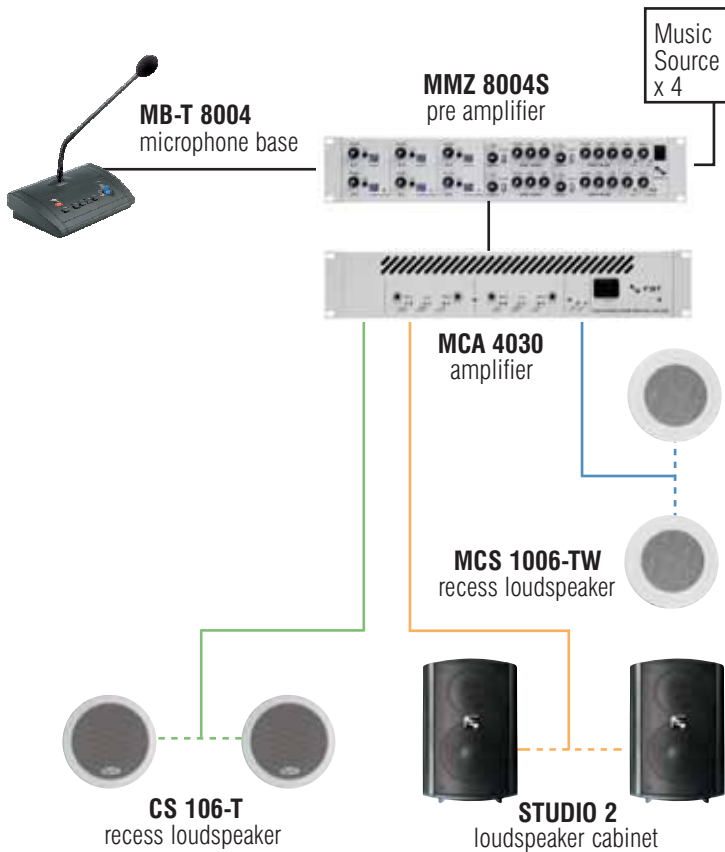 Music
Source
x 4
MMZ 8004S
pre amplifier
MB-T 8004
microphone base
MCA 4030
amplifier
MCS 1006-TW
recess loudspeaker
CS 106-T
recess loudspeaker
STUDIO 2
loudspeaker cabinet